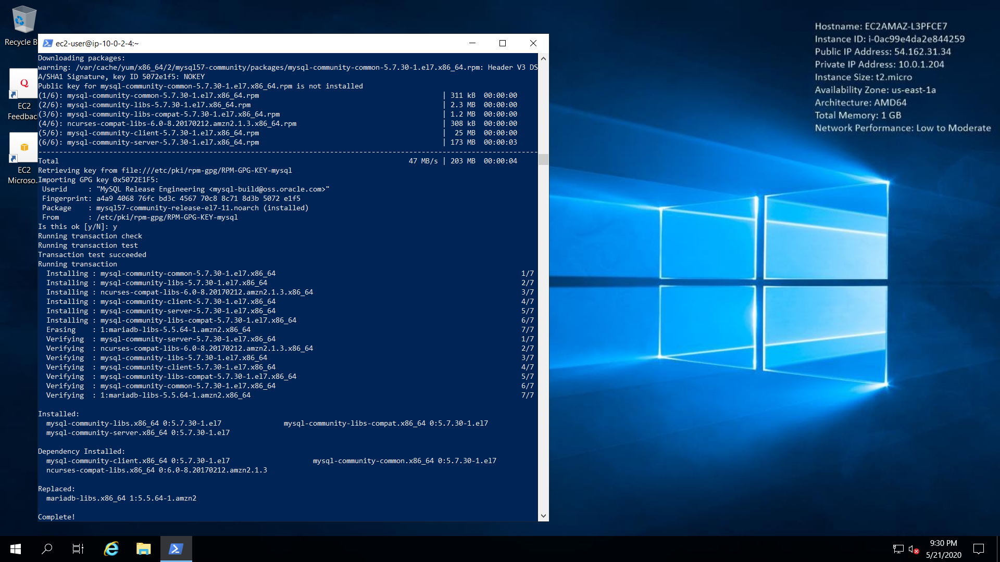 Recycle B
EC2
Feedbac
EC2
Microso...
ec2-user@ip-10-0-2-4:~
Downloading packages:
warning: /var/cache/yum/x86_64/2/mysql57-community/packages/mysql-community-common-5.7.30-1.el7.x86_64.rpm: Header V3 DS
A/SHA1 Signature, key ID 5072e1f5: NOKEY
Public key for mysql-community-common-5.7.30-1.el7.x86_64.rpm is not installed
(1/6): mysql-community-common-5.7.30-1.el7.x86_64.rpm | 311 kB 00:00:00
(2/6): mysql-community-libs-5.7.30-1.el7.x86_64.rpm | 2.3 MB 00:00:00
(3/6): mysql-community-libs-compat-5.7.30-1.el7.x86_64.rpm | 1.2 MB 00:00:00
(4/6): ncurses-compat-libs-6.0-8.20170212.amzn2.1.3.x86_64.rpm | 308 kB 00:00:00
(5/6): mysql-community-client-5.7.30-1.el7.x86_64.rpm | 25 MB 00:00:00
(6/6): mysql-community-server-5.7.30-1.el7.x86_64.rpm | 173 MB 00:00:03
------------------------------------------------------------------------------------------------------------------------
Total 47 MB/s | 203 MB 00:00:04
Retrieving key from file:///etc/pki/rpm-gpg/RPM-GPG-KEY-mysql
Importing GPG key 0x5072E1F5:
Userid : "MySQL Release Engineering <mysql-build@oss.oracle.com>"
Fingerprint: a4a9 4068 76fc bd3c 4567 70c8 8c71 8d3b 5072 e1f5
Package : mysql57-community-release-el7-11.noarch (installed)
From : /etc/pki/rpm-gpg/RPM-GPG-KEY-mysql
Is this ok [y/N]: y
Running transaction check
Running transaction test
Transaction test succeeded
Running transaction
Installing : mysql-community-common-5.7.30-1.el7.x86_64 1/7
Installing : mysql-community-libs-5.7.30-1.el7.x86_64 2/7
Installing : ncurses-compat-libs-6.0-8.20170212.amzn2.1.3.x86_64 3/7
Installing : mysql-community-client-5.7.30-1.el7.x86_64 4/7
Installing : mysql-community-server-5.7.30-1.el7.x86_64 5/7
Installing : mysql-community-libs-compat-5.7.30-1.el7.x86_64 6/7
Erasing : 1:mariadb-libs-5.5.64-1.amzn2.x86_64 7/7
Verifying : mysql-community-server-5.7.30-1.el7.x86_64 1/7
Verifying : ncurses-compat-libs-6.0-8.20170212.amzn2.1.3.x86_64 2/7
Verifying : mysql-community-libs-5.7.30-1.el7.x86_64 3/7
Verifying : mysql-community-client-5.7.30-1.el7.x86_64 4/7
Verifying : mysql-community-libs-compat-5.7.30-1.el7.x86_64 5/7
Verifying : mysql-community-common-5.7.30-1.el7.x86_64 6/7
Verifying : 1:mariadb-libs-5.5.64-1.amzn2.x86_64 7/7
Installed:
mysql-community-libs.x86_64 0:5.7.30-1.el7 mysql-community-libs-compat.x86_64 0:5.7.30-1.el7
mysql-community-server.x86_64 0:5.7.30-1.el7
Dependency Installed:
mysql-community-client.x86_64 0:5.7.30-1.el7 mysql-community-common.x86_64 0:5.7.30-1.el7
ncurses-compat-libs.x86_64 0:6.0-8.20170212.amzn2.1.3
Replaced:
mariadb-libs.x86_64 1:5.5.64-1.amzn2
Complete!
Hostname: EC2AMAZ-L3PFCE7
Instance ID: i-0ac99e4da2e844259
Public IP Address: 54.162.31.34
Private IP Address: 10.0.1.204
Instance Size: t2.micro
Availability Zone: us-east-1a
Architecture: AMD64
Total Memory: 1 GB
Network Performance: Low to Moderate
9:30 PM
5/21/2020